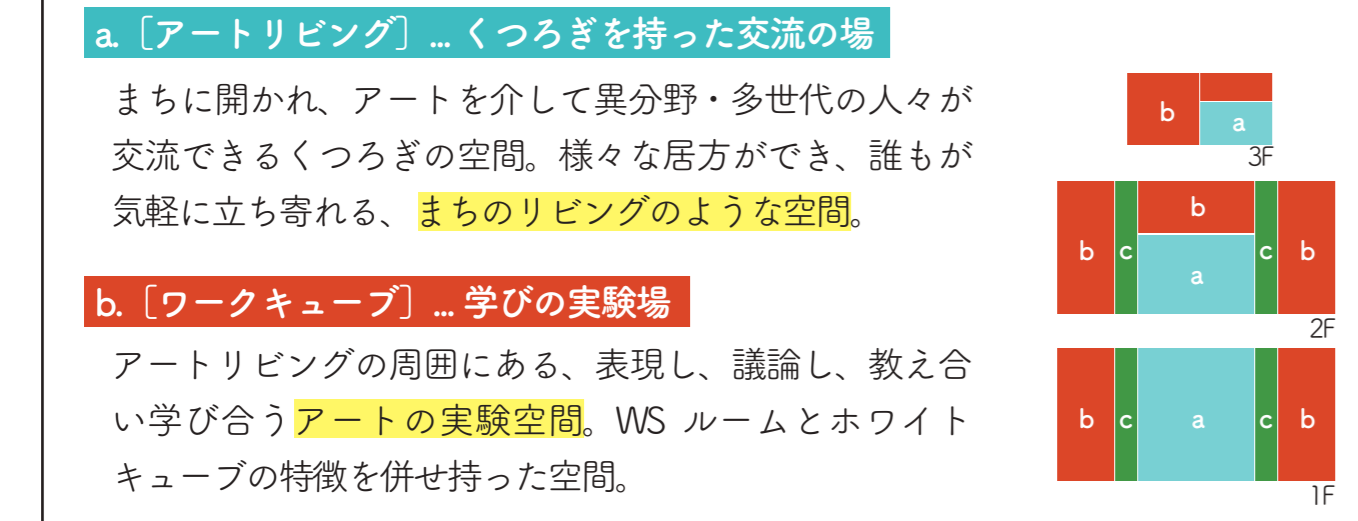 a.［アートリビング］... くつろぎを持った交流の場
まちに開かれ、アートを介して異分野・多世代の人々が
交流できるくつろぎの空間。様々な居方ができ、誰もが
気軽に立ち寄れる、まちのリビングのような空間。
b.［ワークキューブ］... 学びの実験場
アートリビングの周囲にある、表現し、議論し、教え合
い学び合うアートの実験空間。WS ルームとホワイト
キューブの特徴を併せ持った空間。
b
a
3F
b
b c c b
a
2F
b c a c b
1F